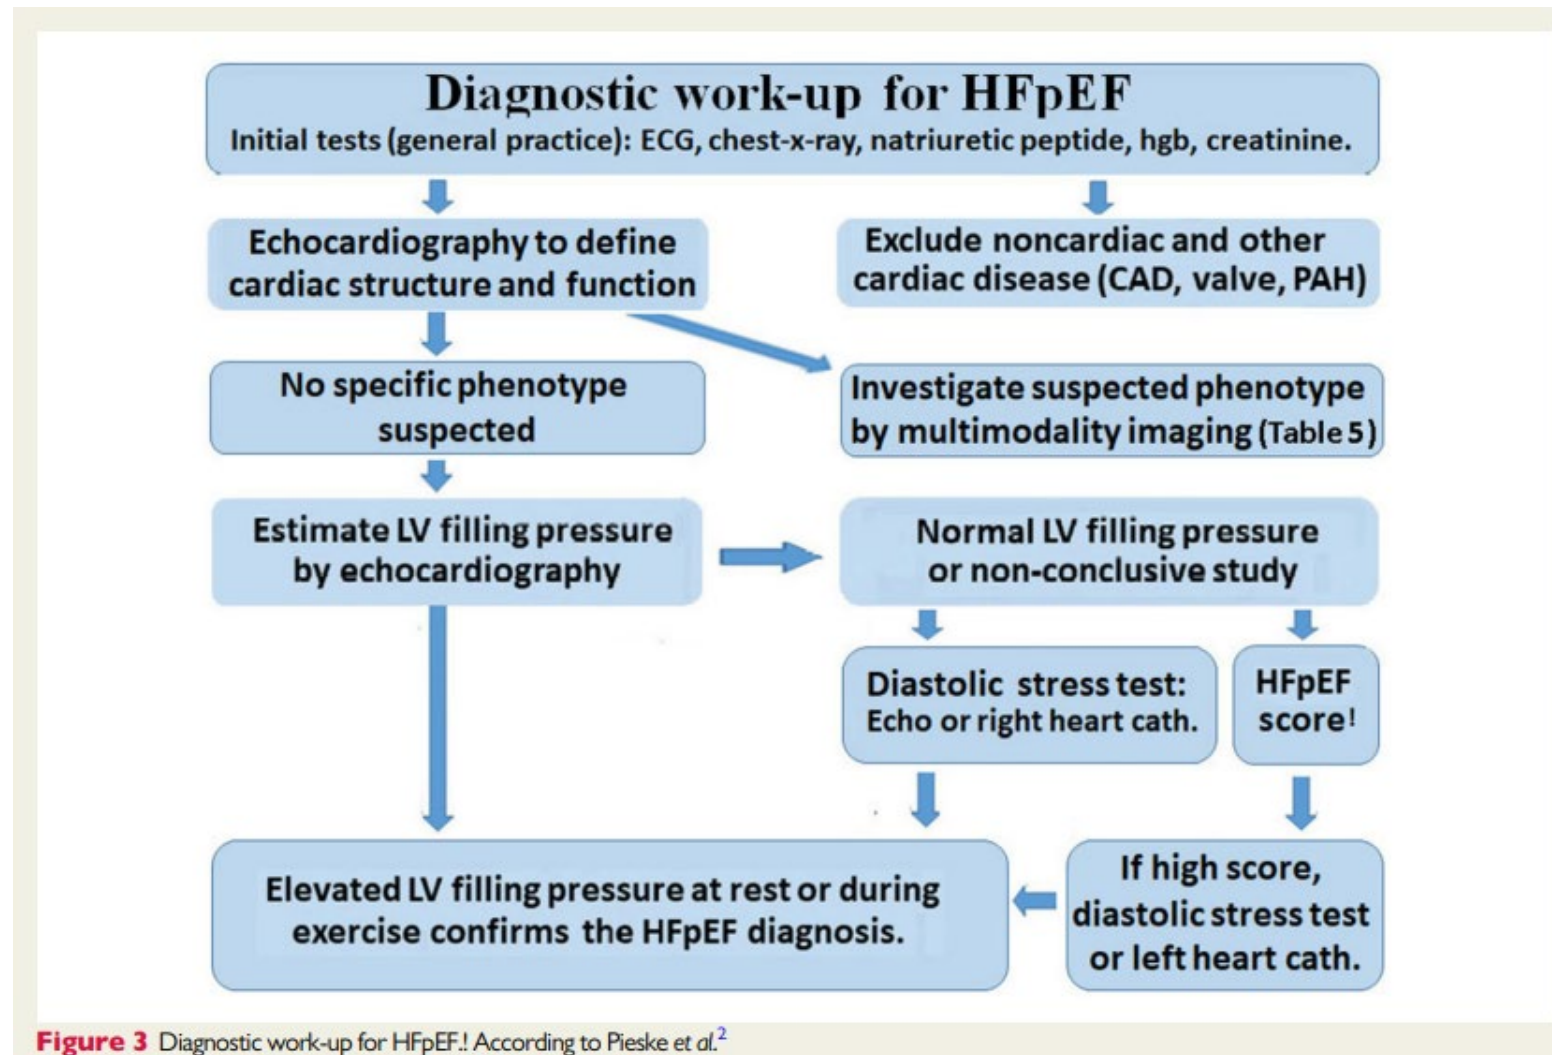 Diagnostic work-up for HFpEF
Initial tests (general practice): ECG, chest-x-ray, natriuretic peptide, hgb, creatinine.
Echocardiography to define
cardiac structure and function
Exclude noncardiac and other
cardiac disease (CAD, valve, PAH)
No specific phenotype
suspected
Investigate suspected phenotype
by multimodality imaging (Table 5)
Estimate LV filling pressure
by echocardiography
Normal LV filling pressure
or non-conclusive study
Diastolic stress test:
Echo or right heart cath.
HFpEF
score!
Elevated LV filling pressure at rest or during
exercise confirms the HFpEF diagnosis.
If high score,
diastolic stress test
or left heart cath.
Figure 3 Diagnostic work-up for HFpEF.! According to Pieske et al.2